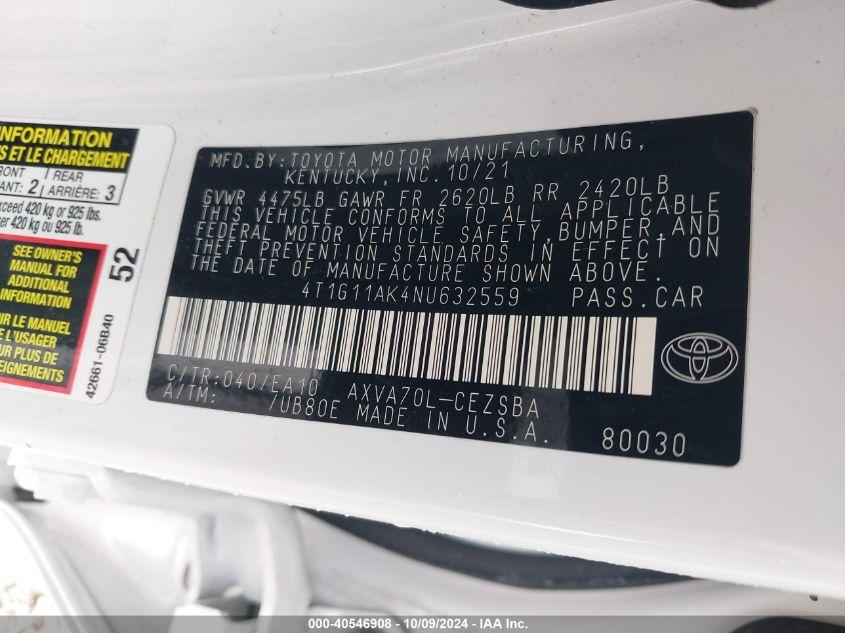 INFORMATION
S ET LE CHARGEMENT
RONT | REAR
ANT: 2 | ARRIÈRE: 3
xceed 420 kg or 925 lbs.
er 420 kg ou 925 lb.
SEE OWNER'S
MANUAL FOR
ADDITIONAL
INFORMATION
R LE MANUEL
L'USAGER
UR PLUS DE
EIGNEMENTS
52
42661-06B40
MFD.BY: TOYOTA MOTOR MANUFACTURING,
KENTUCKY, INC. 10/21
GVWR 4475LB GAWR FR 2620LB RR 2420LB
THIS VEHICLE CONFORMS TO ALL APPLICABLE
FEDERAL MOTOR VEHICLE SAFETY, BUMPER, AND
THEFT PREVENTION STANDARDS IN EFFECT ON
THE DATE OF MANUFACTURE SHOWN ABOVE.
4T1G11AK4NU632559 PASS.CAR
C/TR: 040/EA10 AXVA70L-CEZSBA
A/TM: 7UB80E MADE IN U.S.A. 80030
000-40546908 - 10/09/2024 - IAA Inc.